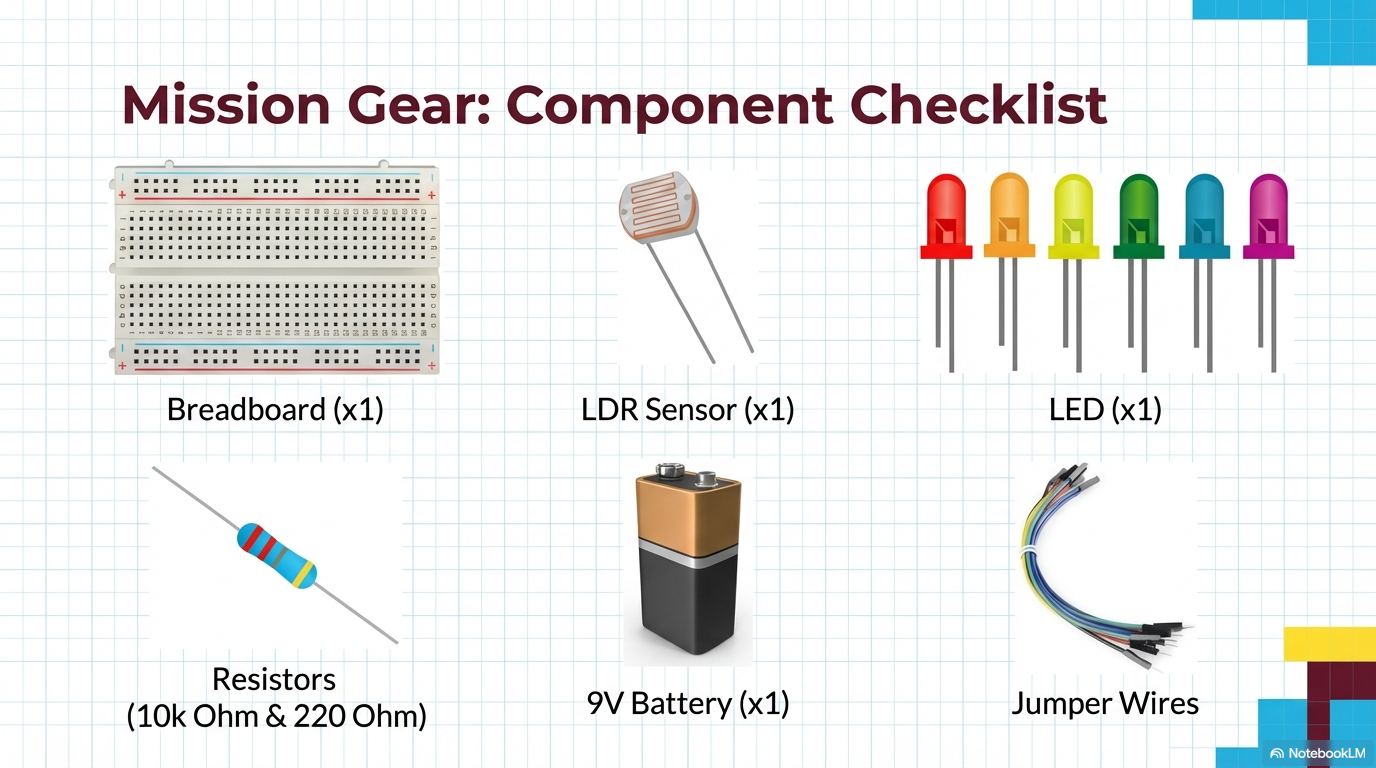 Mission Gear: Component Checklist
Breadboard (x1)
LDR Sensor (x1)
LED (x1)
Resistors
(10k Ohm & 220 Ohm)
9V Battery (x1)
Jumper Wires
NotebookLM